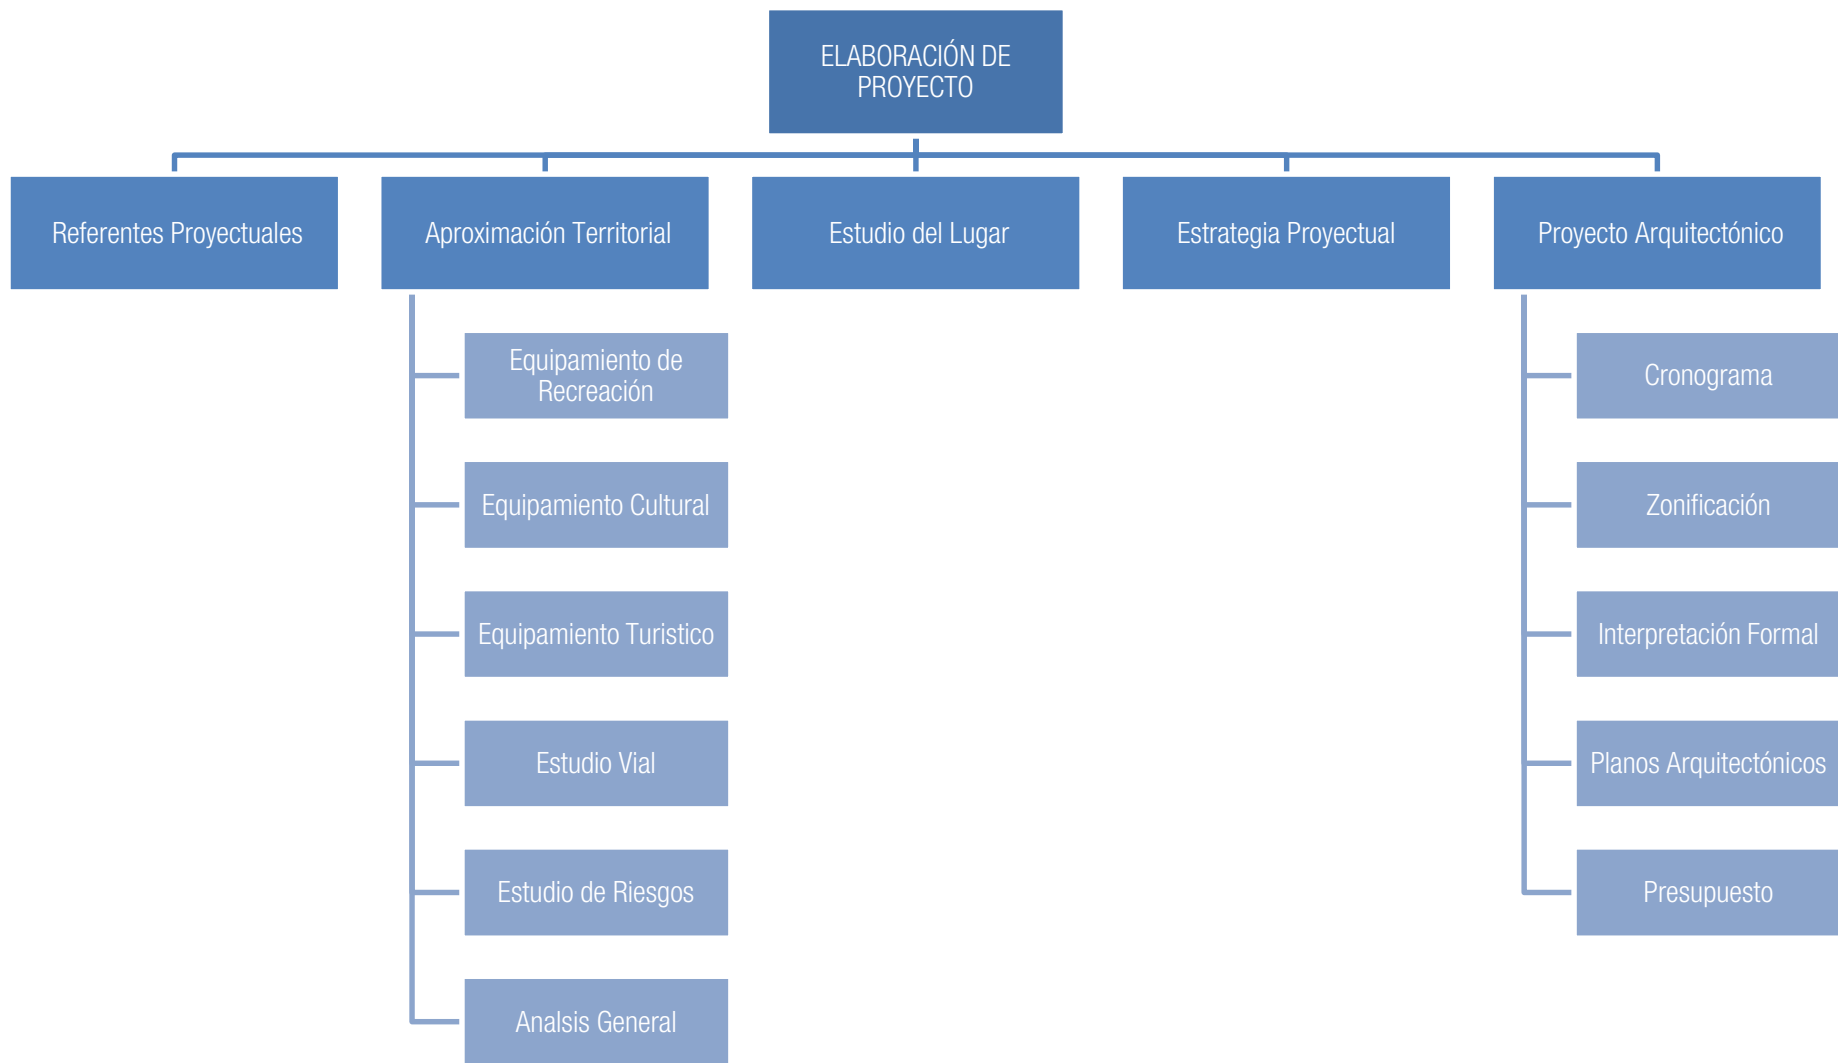 ELABORACIÓN DE
PROYECTO
Referentes Proyectuales
Aproximación Territorial
Estudio del Lugar
Estrategia Proyectual
Proyecto Arquitectónico
Equipamiento de
Recreación
Equipamiento Cultural
Equipamiento Turistico
Estudio Vial
Estudio de Riesgos
Analsis General
Cronograma
Zonificación
Interpretación Formal
Planos Arquitectónicos
Presupuesto